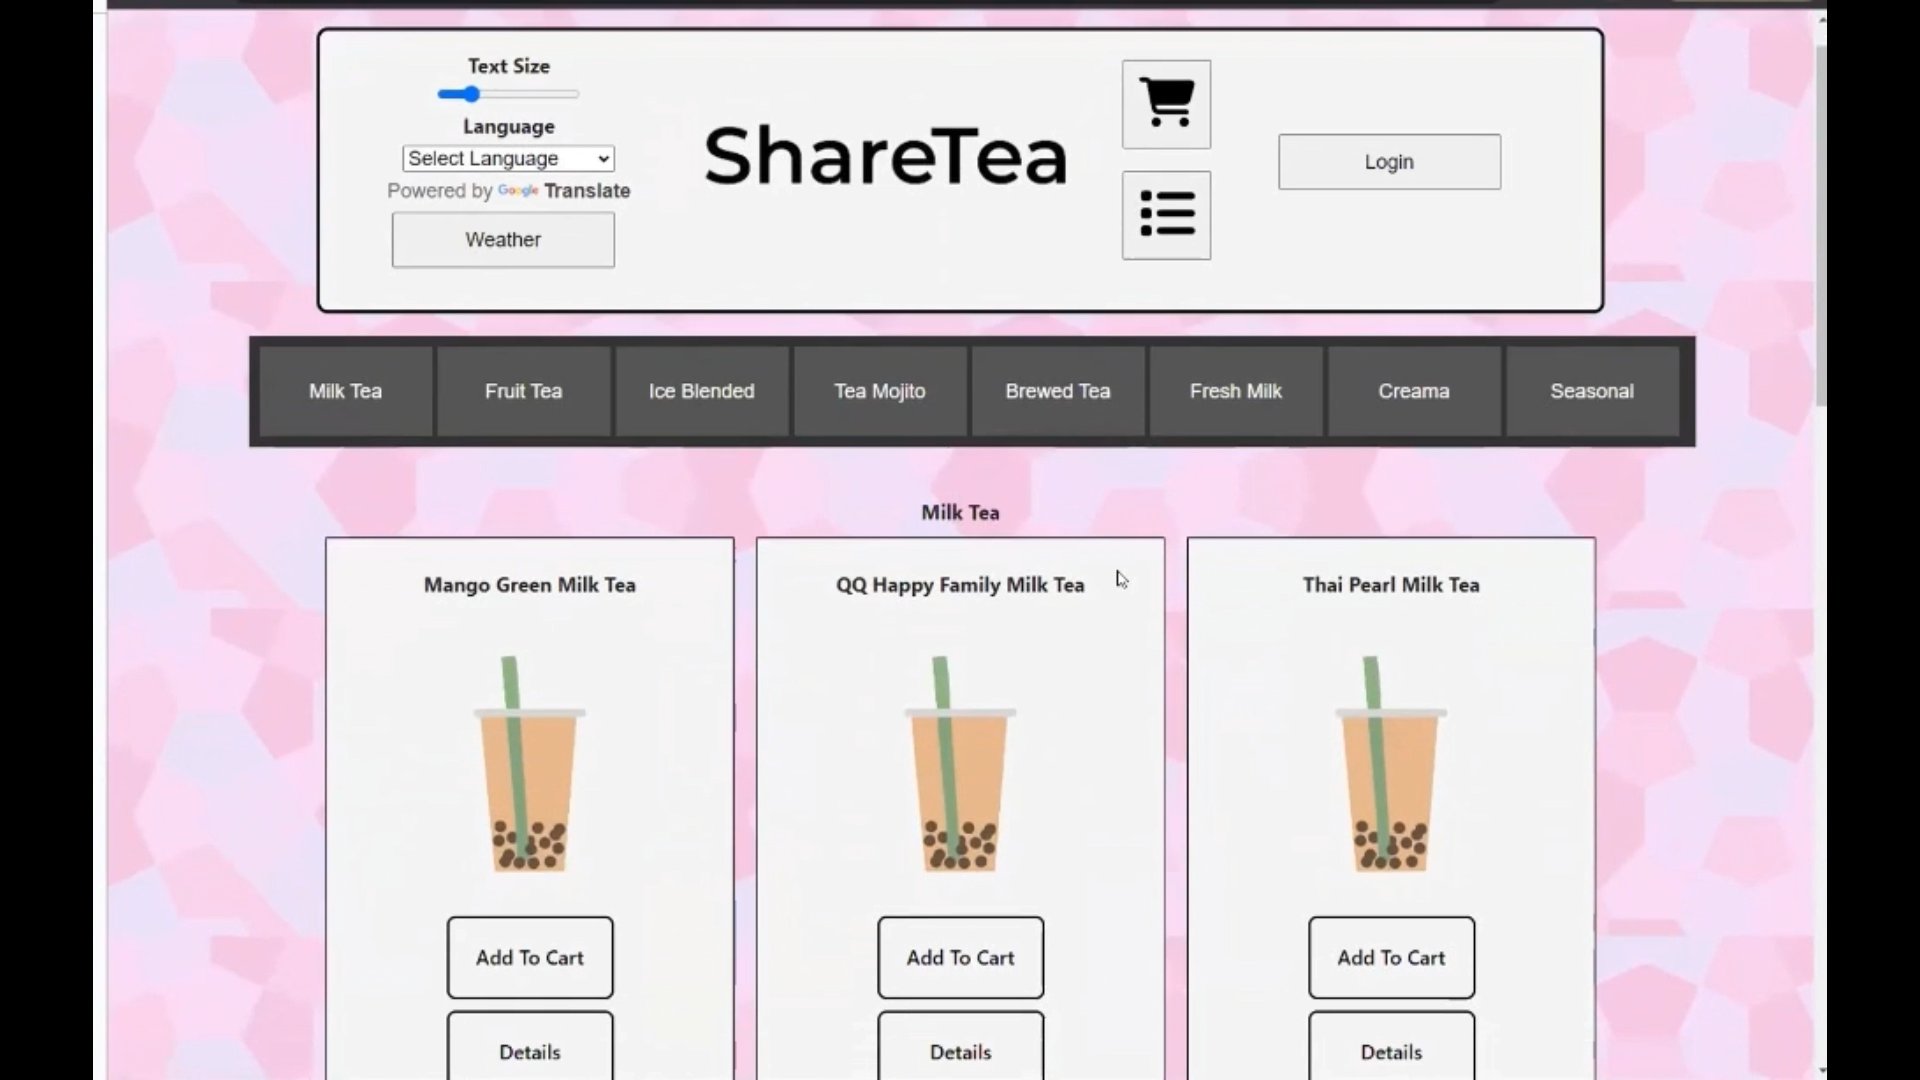 Text Size
Language
Select Language
Powered by Google Translate
Weather
ShareTea
Login
Milk Tea
Fruit Tea
Ice Blended
Tea Mojito
Brewed Tea
Fresh Milk
Creama
Seasonal
Milk Tea
Mango Green Milk Tea
QQ Happy Family Milk Tea
Thai Pearl Milk Tea
Add To Cart
Add To Cart
Add To Cart
Details
Details
Details